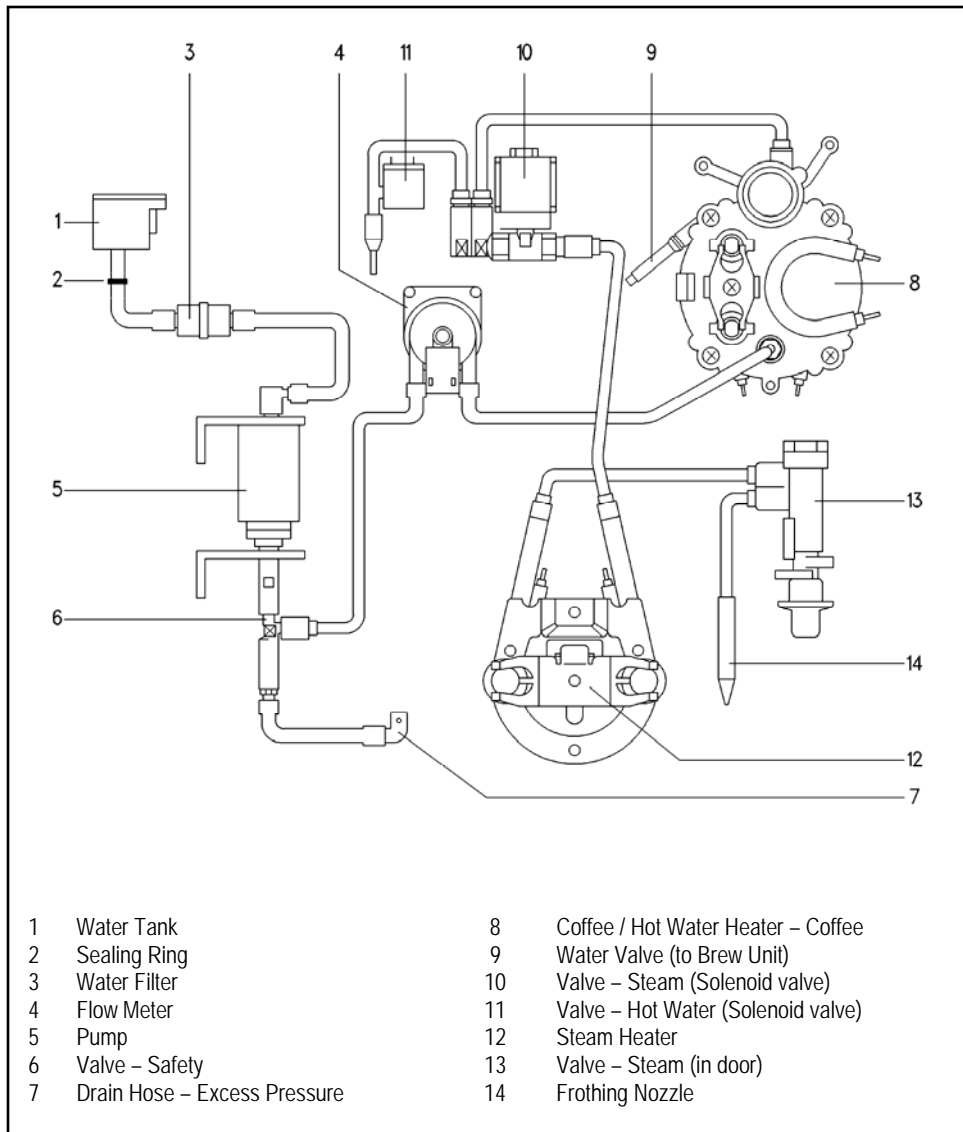 3
4
11
10
9
1
2
8
5
13
6
14
12
7
1 Water Tank
2 Sealing Ring
3 Water Filter
4 Flow Meter
5 Pump
6 Valve – Safety
7 Drain Hose – Excess Pressure
8 Coffee / Hot Water Heater – Coffee
9 Water Valve (to Brew Unit)
10 Valve – Steam (Solenoid valve)
11 Valve – Hot Water (Solenoid valve)
12 Steam Heater
13 Valve – Steam (in door)
14 Frothing Nozzle